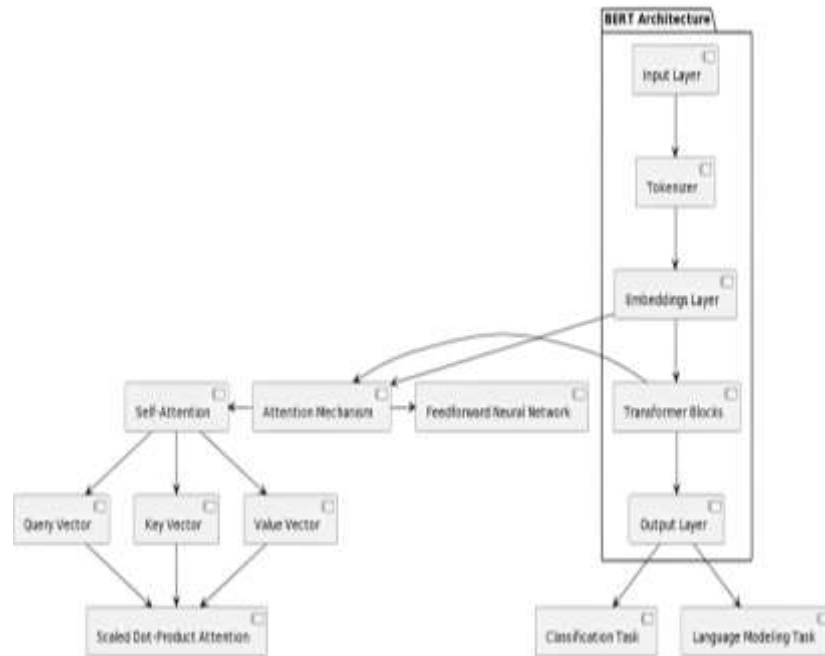 BERT Architecture
Input Layer
Tokenizer
Embeddings Layer
Self-Attention
Attention Mechanism
Feedforward Neural Network
Transformer Blocks
Query Vector
Key Vector
Value Vector
Output Layer
Scaled Dot-Product Attention
Classification Task
Language Modeling Task